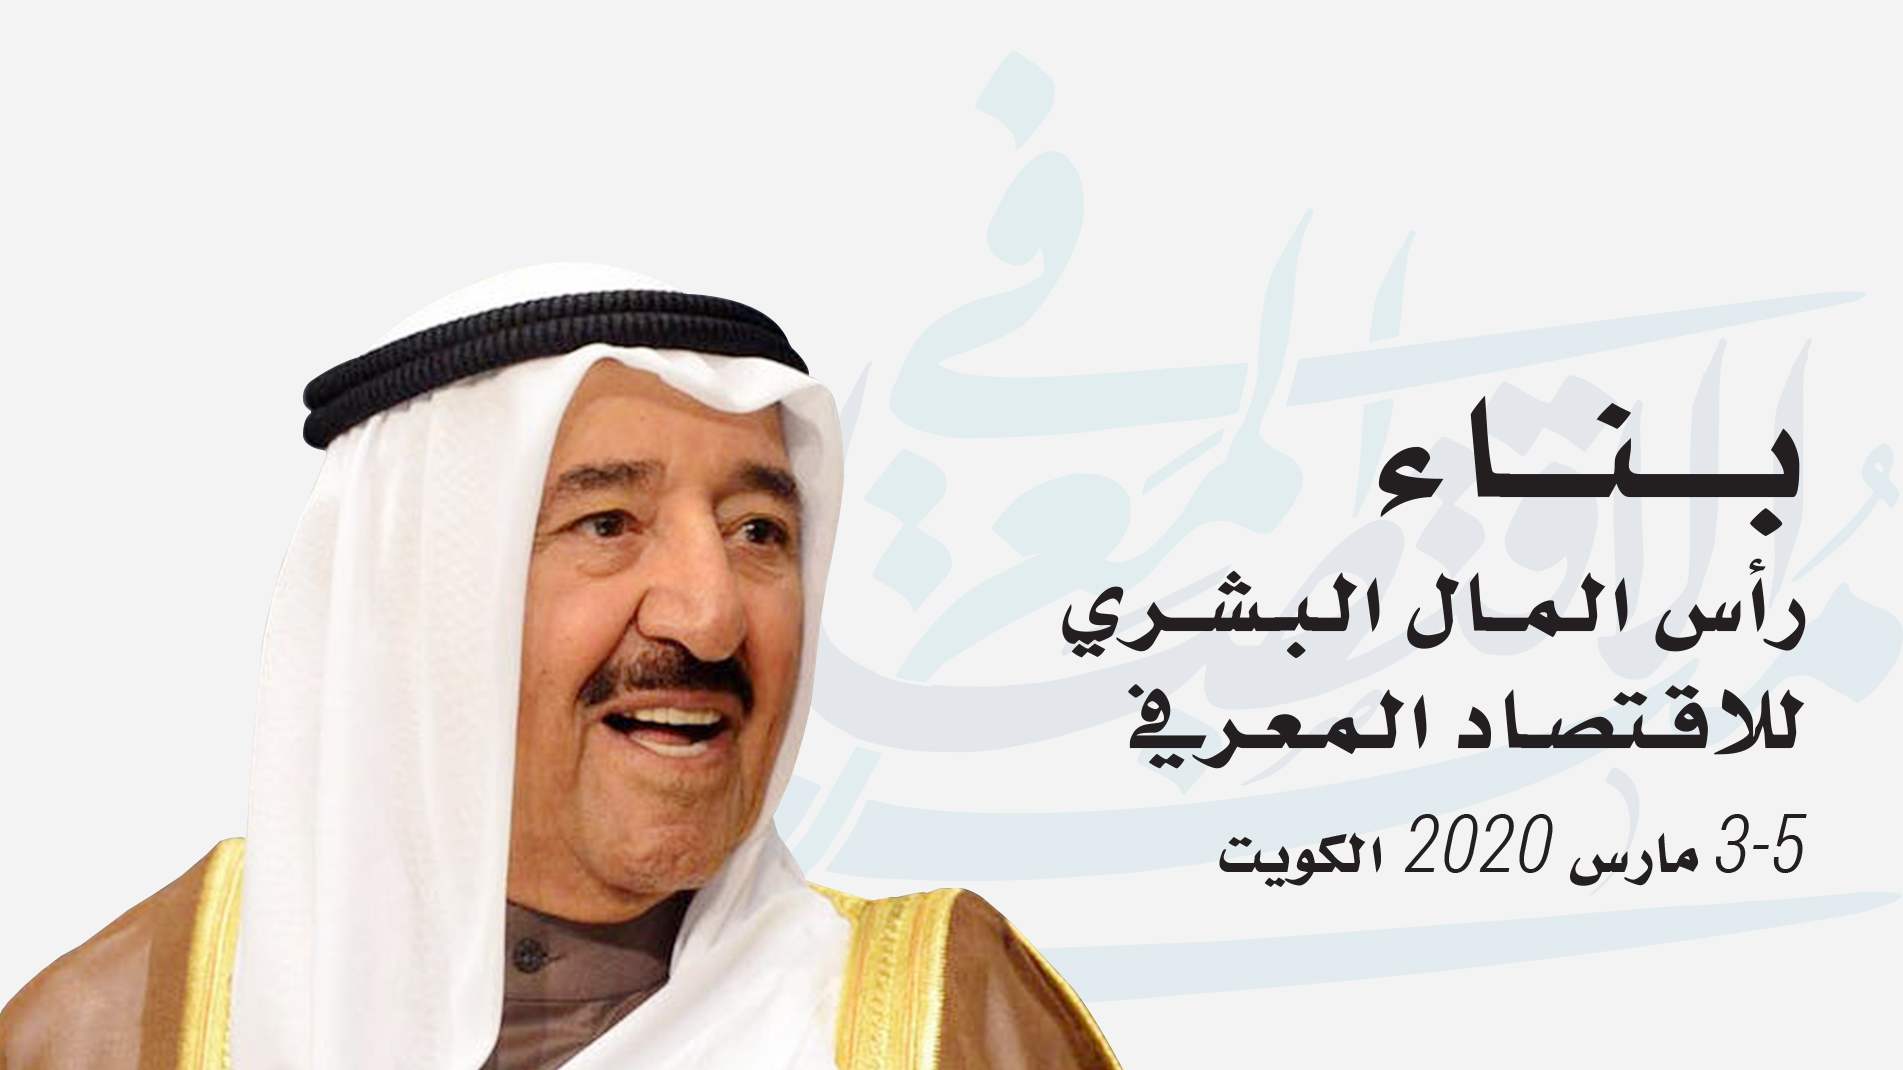 بناء
رأس المال البشري
للاقتصاد المعرفي
3-5 مارس 2020 الكويت